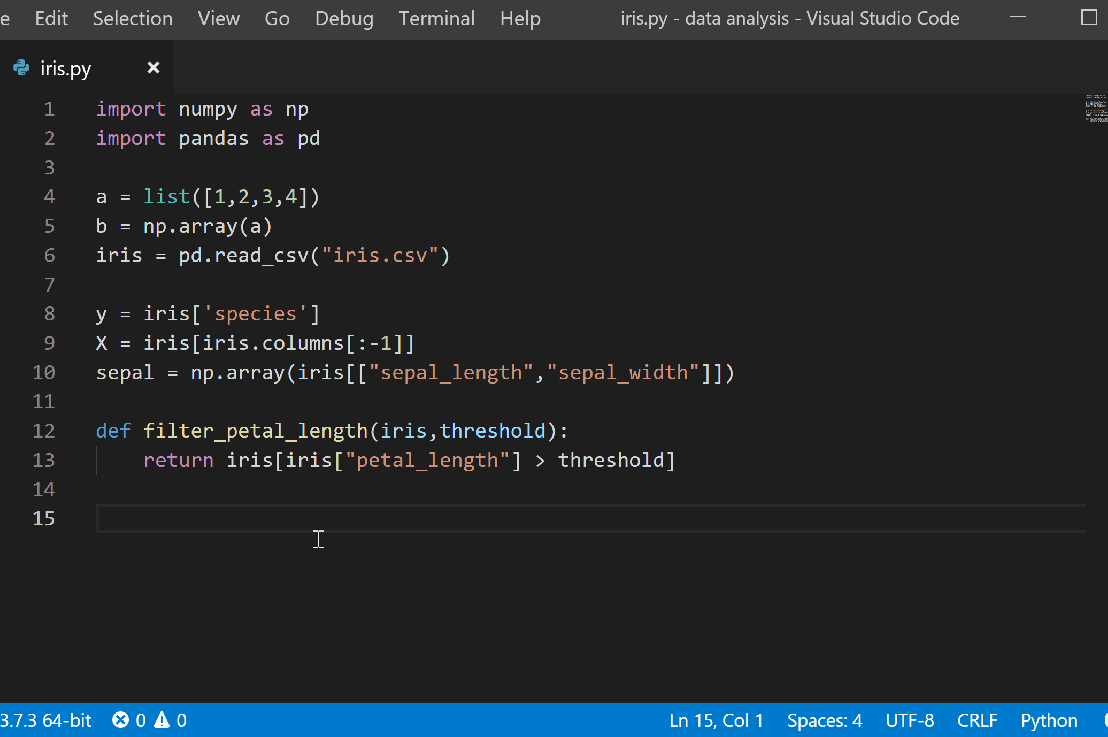 e Edit Selection View Go Debug Terminal Help iris.py - data analysis - Visual Studio Code
iris.py
1 import numpy as np
2 import pandas as pd
3
4 a = list([1,2,3,4])
5 b = np.array(a)
6 iris = pd.read_csv("iris.csv")
7
8 y = iris['species']
9 X = iris[iris.columns[:-1]]
10 sepal = np.array(iris[["sepal_length","sepal_width"]])
11
12 def filter_petal_length(iris,threshold):
13     return iris[iris["petal_length"] > threshold]
14
15
3.7.3 64-bit 0 0 Ln 15, Col 1 Spaces: 4 UTF-8 CRLF Python